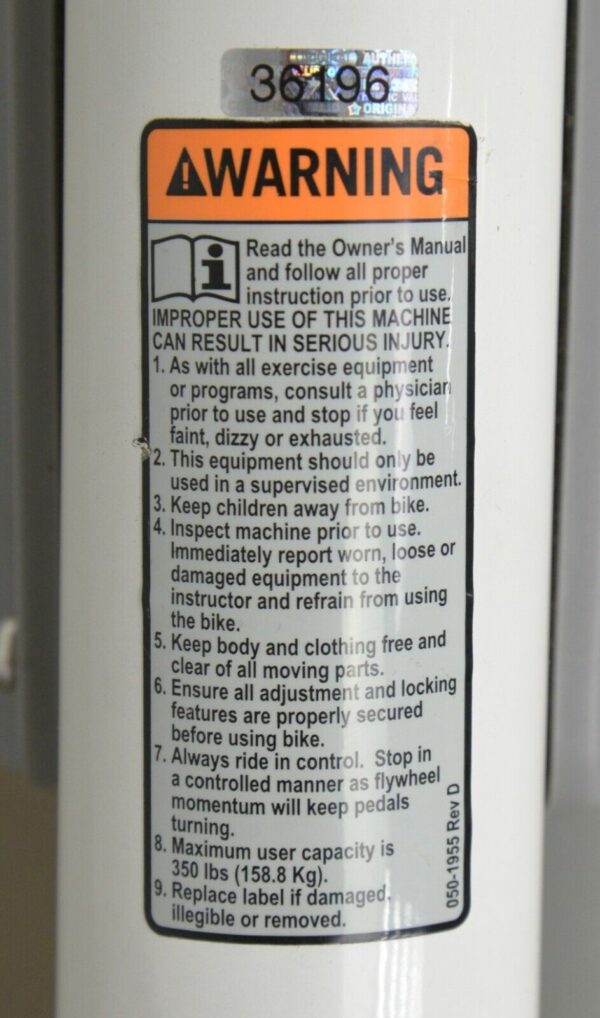 36196
AUTHEN
ORIGIN
WARNING
Read the Owner's Manual
and follow all proper
instruction prior to use.
IMPROPER USE OF THIS MACHINE
CAN RESULT IN SERIOUS INJURY.
1. As with all exercise equipment
or programs, consult a physician
prior to use and stop if you feel
faint, dizzy or exhausted.
2. This equipment should only be
used in a supervised environment.
3. Keep children away from bike.
4. Inspect machine prior to use.
Immediately report worn, loose or
damaged equipment to the
instructor and refrain from using
the bike.
5. Keep body and clothing free and
clear of all moving parts.
6. Ensure all adjustment and locking
features are properly secured
before using bike.
7. Always ride in control. Stop in
a controlled manner as flywheel
momentum will keep pedals
turning.
8. Maximum user capacity is
350 lbs (158.8 Kg).
9. Replace label if damaged,
illegible or removed.
050-1955 Rev D